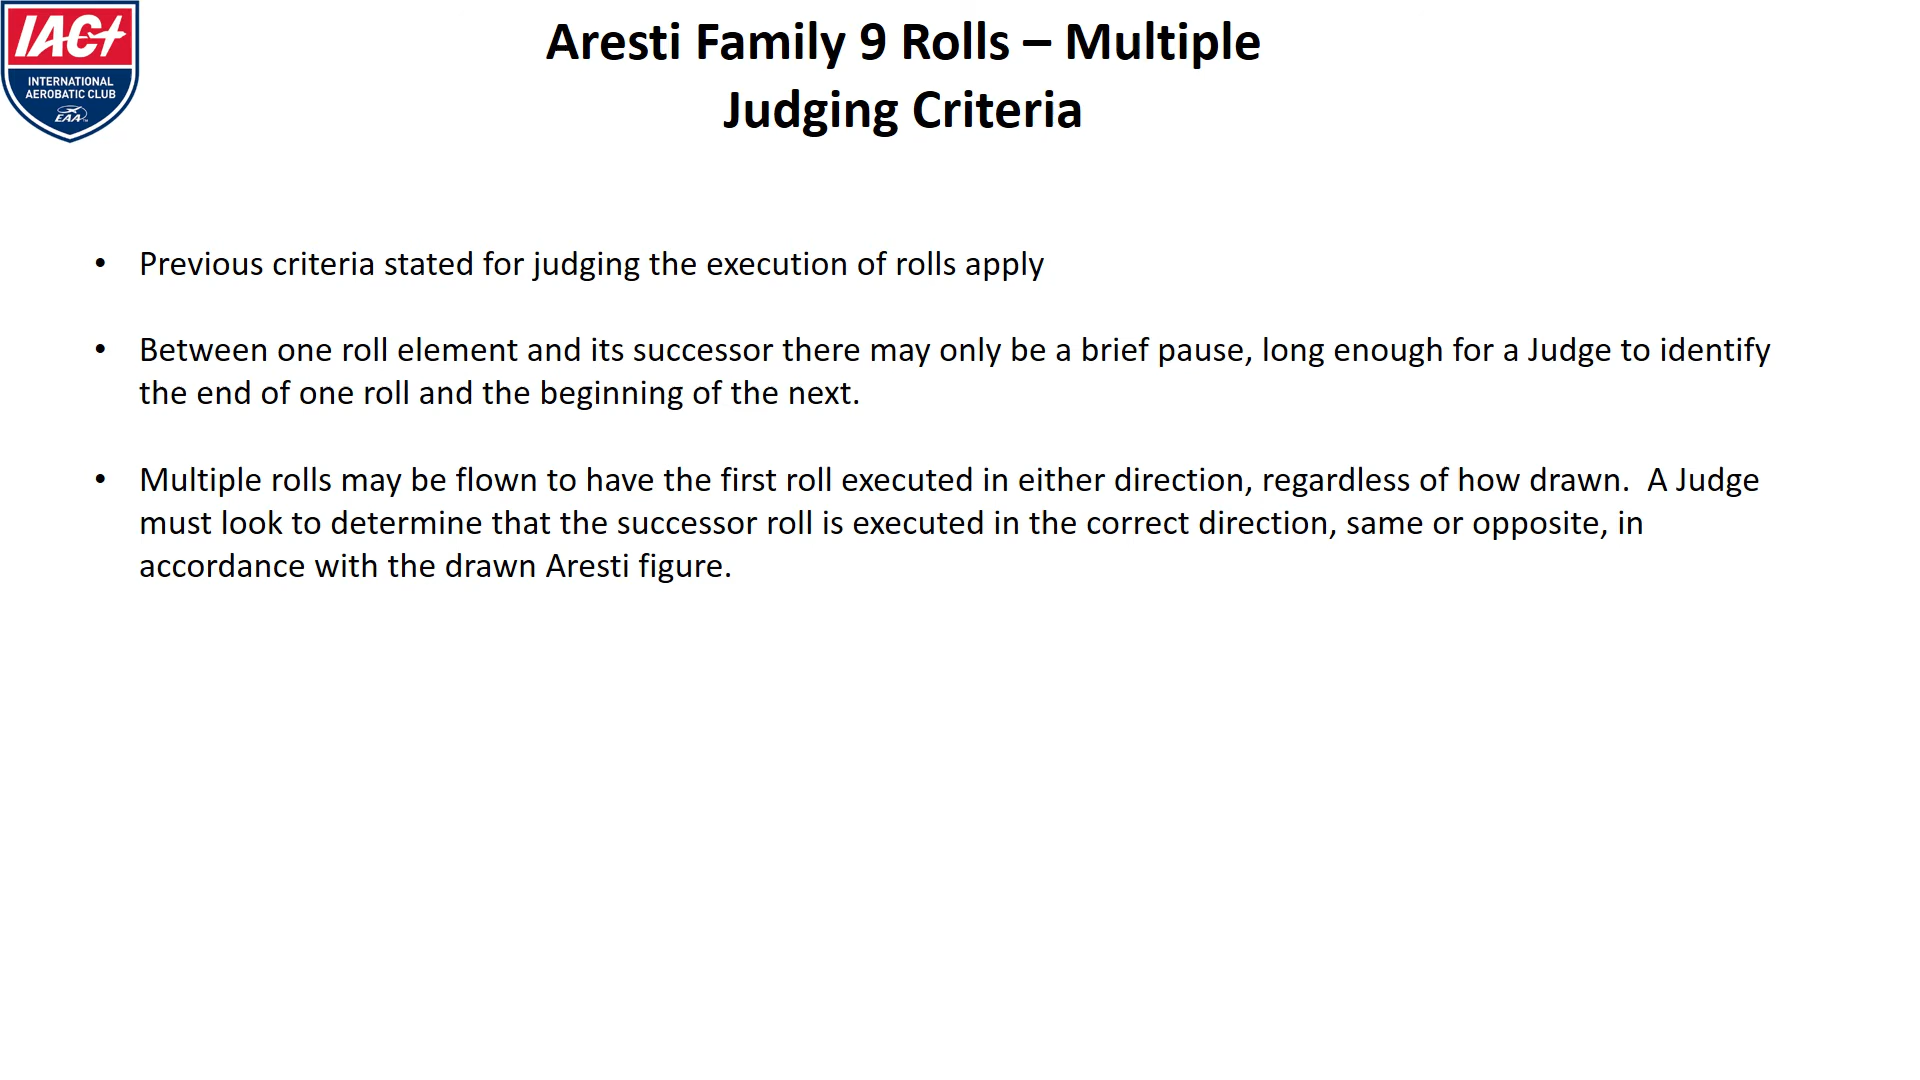 IAC
INTERNATIONAL
AEROBATIC CLUB
EAA
Aresti Family 9 Rolls – Multiple
Judging Criteria
• Previous criteria stated for judging the execution of rolls apply
• Between one roll element and its successor there may only be a brief pause, long enough for a Judge to identify
the end of one roll and the beginning of the next.
• Multiple rolls may be flown to have the first roll executed in either direction, regardless of how drawn.  A Judge
must look to determine that the successor roll is executed in the correct direction, same or opposite, in
accordance with the drawn Aresti figure.